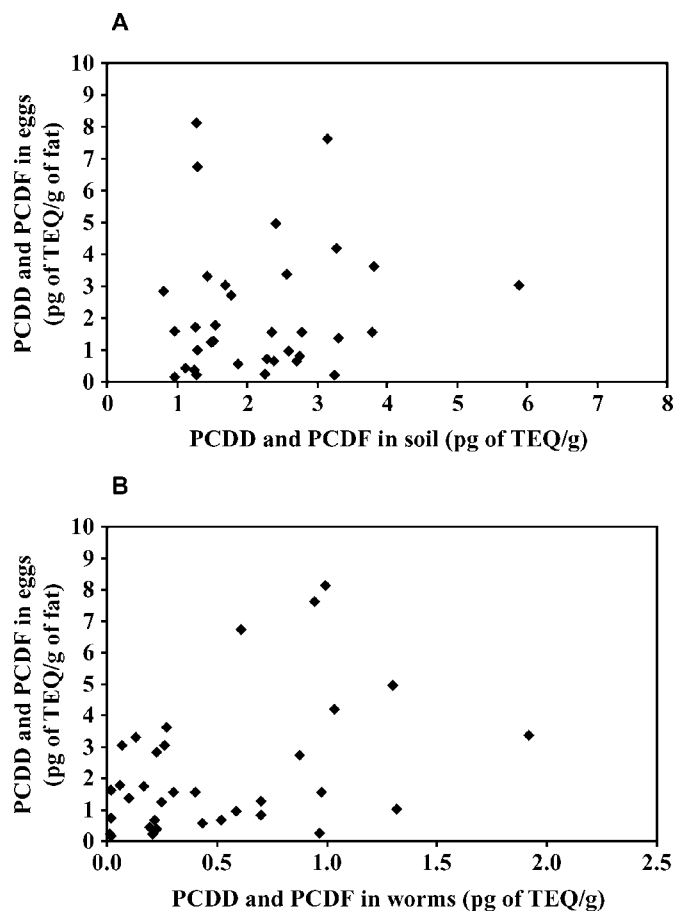 A
10
9
8
7
6
5
4
3
2
1
0
PCDD and PCDF in eggs
(pg of TEQ/g of fat)
0 1 2 3 4 5 6 7 8
PCDD and PCDF in soil (pg of TEQ/g)
B
10
9
8
7
6
5
4
3
2
1
0
PCDD and PCDF in eggs
(pg of TEQ/g of fat)
0.0 0.5 1.0 1.5 2.0 2.5
PCDD and PCDF in worms (pg of TEQ/g)